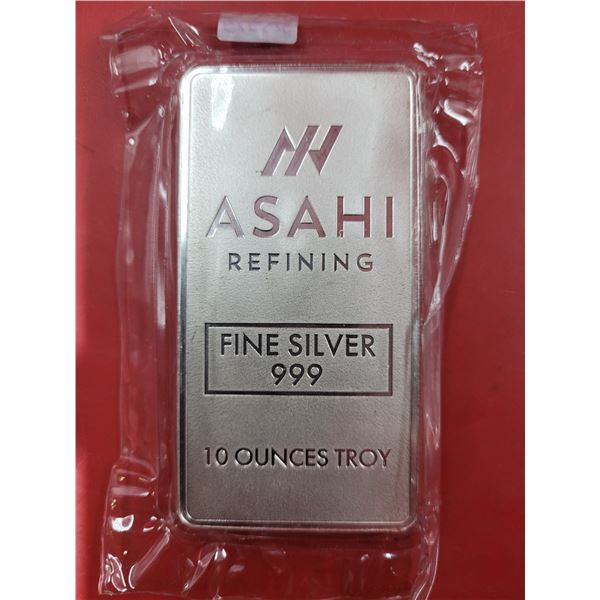 ASAHI
REFINING
FINE SILVER
999
10 OUNCES TROY